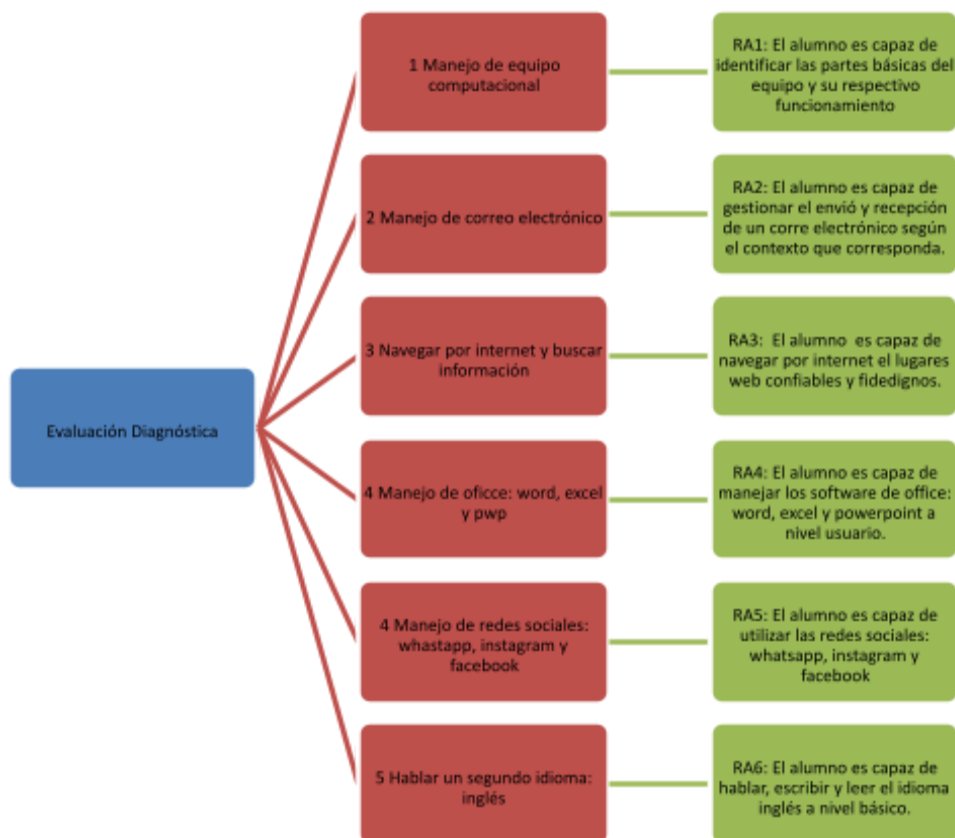 Evaluación Diagnóstica
1 Manejo de equipo
computacional
RA1: El alumno es capaz de
identificar las partes básicas del
equipo y su respectivo
funcionamiento
2 Manejo de correo electrónico
RA2: El alumno es capaz de
gestionar el envió y recepción
de un corre electrónico según
el contexto que corresponda.
3 Navegar por internet y buscar
información
RA3:  El alumno  es capaz de
navegar por internet el lugares
web confiables y fidedignos.
4 Manejo de oficce: word, excel
y pwp
RA4: El alumno es capaz de
manejar los software de office:
word, excel y powerpoint a
nivel usuario.
4 Manejo de redes sociales:
whastapp, instagram y
facebook
RA5: El alumno es capaz de
utilizar las redes sociales:
whatsapp, instagram y
facebook
5 Hablar un segundo idioma:
inglés
RA6: El alumno es capaz de
hablar, escribir y leer el idioma
inglés a nivel básico.